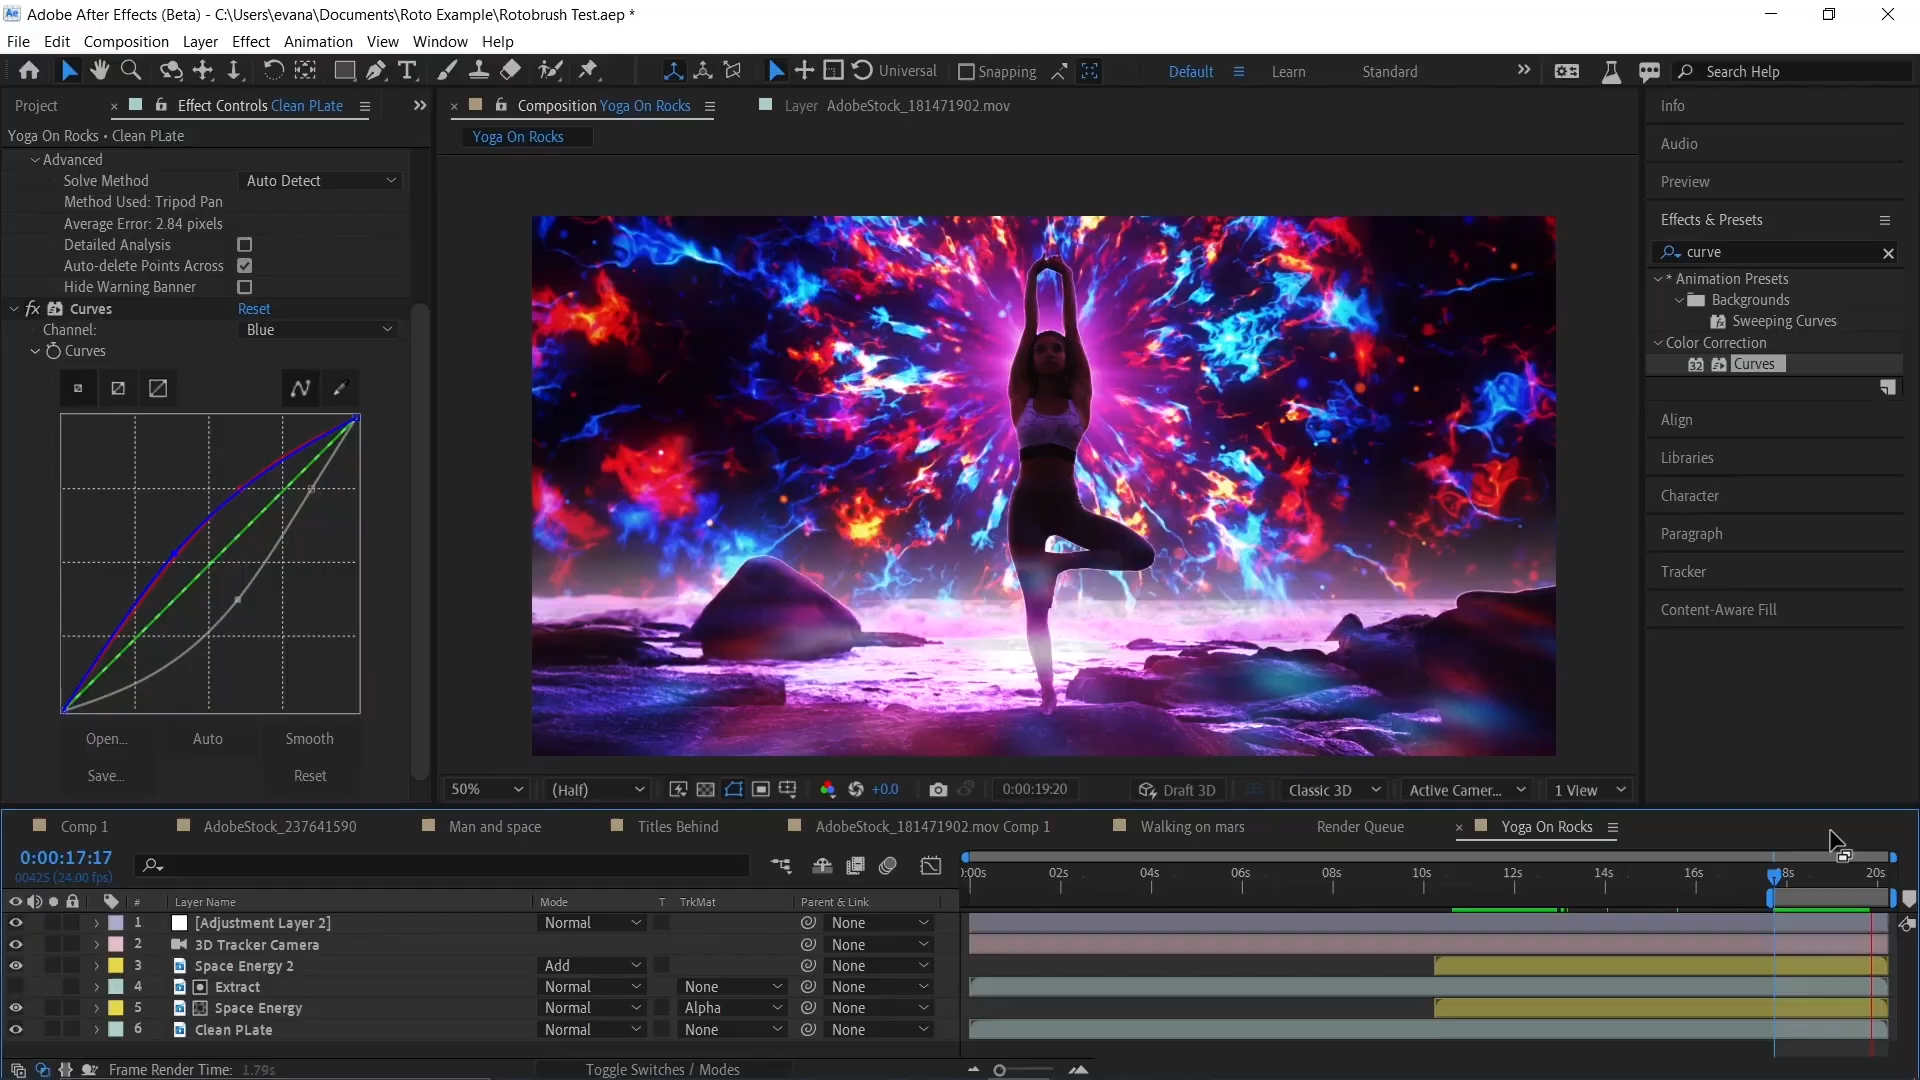 Ae Adobe After Effects (Beta) - C:\Users\evana\Documents\Roto Example\Rotobrush Test.aep *
File Edit Composition Layer Effect Animation View Window Help
Universal Snapping Default Learn Standard Search Help
Project Effect Controls Clean PLate
Yoga On Rocks • Clean PLate
Advanced
Solve Method Auto Detect
Method Used: Tripod Pan
Average Error: 2.84 pixels
Detailed Analysis
Auto-delete Points Across
Hide Warning Banner
fx Curves Reset
Channel: Blue
Curves
Open... Auto Smooth
Save... Reset
Composition Yoga On Rocks Layer AdobeStock_181471902.mov
Yoga On Rocks
50% (Half) +0.0 0:00:19:20 Draft 3D Classic 3D Active Camer... 1 View
Info
Audio
Preview
Effects & Presets
curve
* Animation Presets
Backgrounds
Sweeping Curves
Color Correction
32 Curves
Align
Libraries
Character
Paragraph
Tracker
Content-Aware Fill
Comp 1 AdobeStock_237641590 Man and space Titles Behind AdobeStock_181471902.mov Comp 1 Walking on mars Render Queue Yoga On Rocks
0:00:17:17
00425 (24.00 fps)
):00s 02s 04s 06s 08s 10s 12s 14s 16s 18s 20s
# Layer Name Mode T TrkMat Parent & Link
1 [Adjustment Layer 2] Normal None
2 3D Tracker Camera None
3 Space Energy 2 Add None
4 Extract Normal None None
5 Space Energy Normal Alpha None
6 Clean PLate Normal None None
Frame Render Time: 1.79s Toggle Switches / Modes